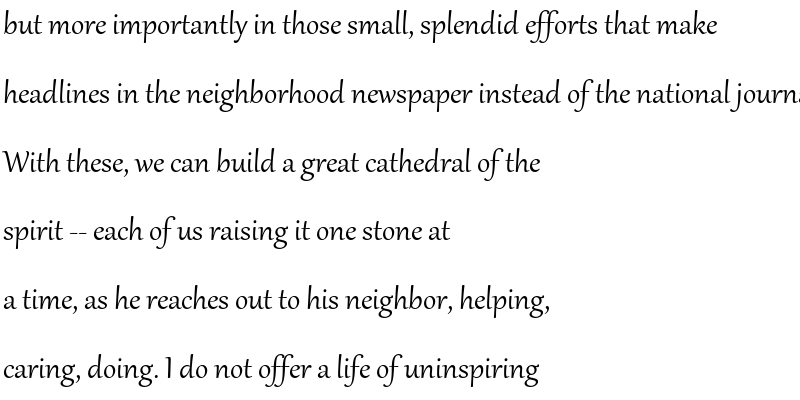 but more importantly in those small, splendid efforts that make
headlines in the neighborhood newspaper instead of the national
With these, we can build a great cathedral of the
spirit -- each of us raising it one stone at
a time, as he reaches out to his neighbor, helping,
caring, doing. I do not offer a life of uninspiring